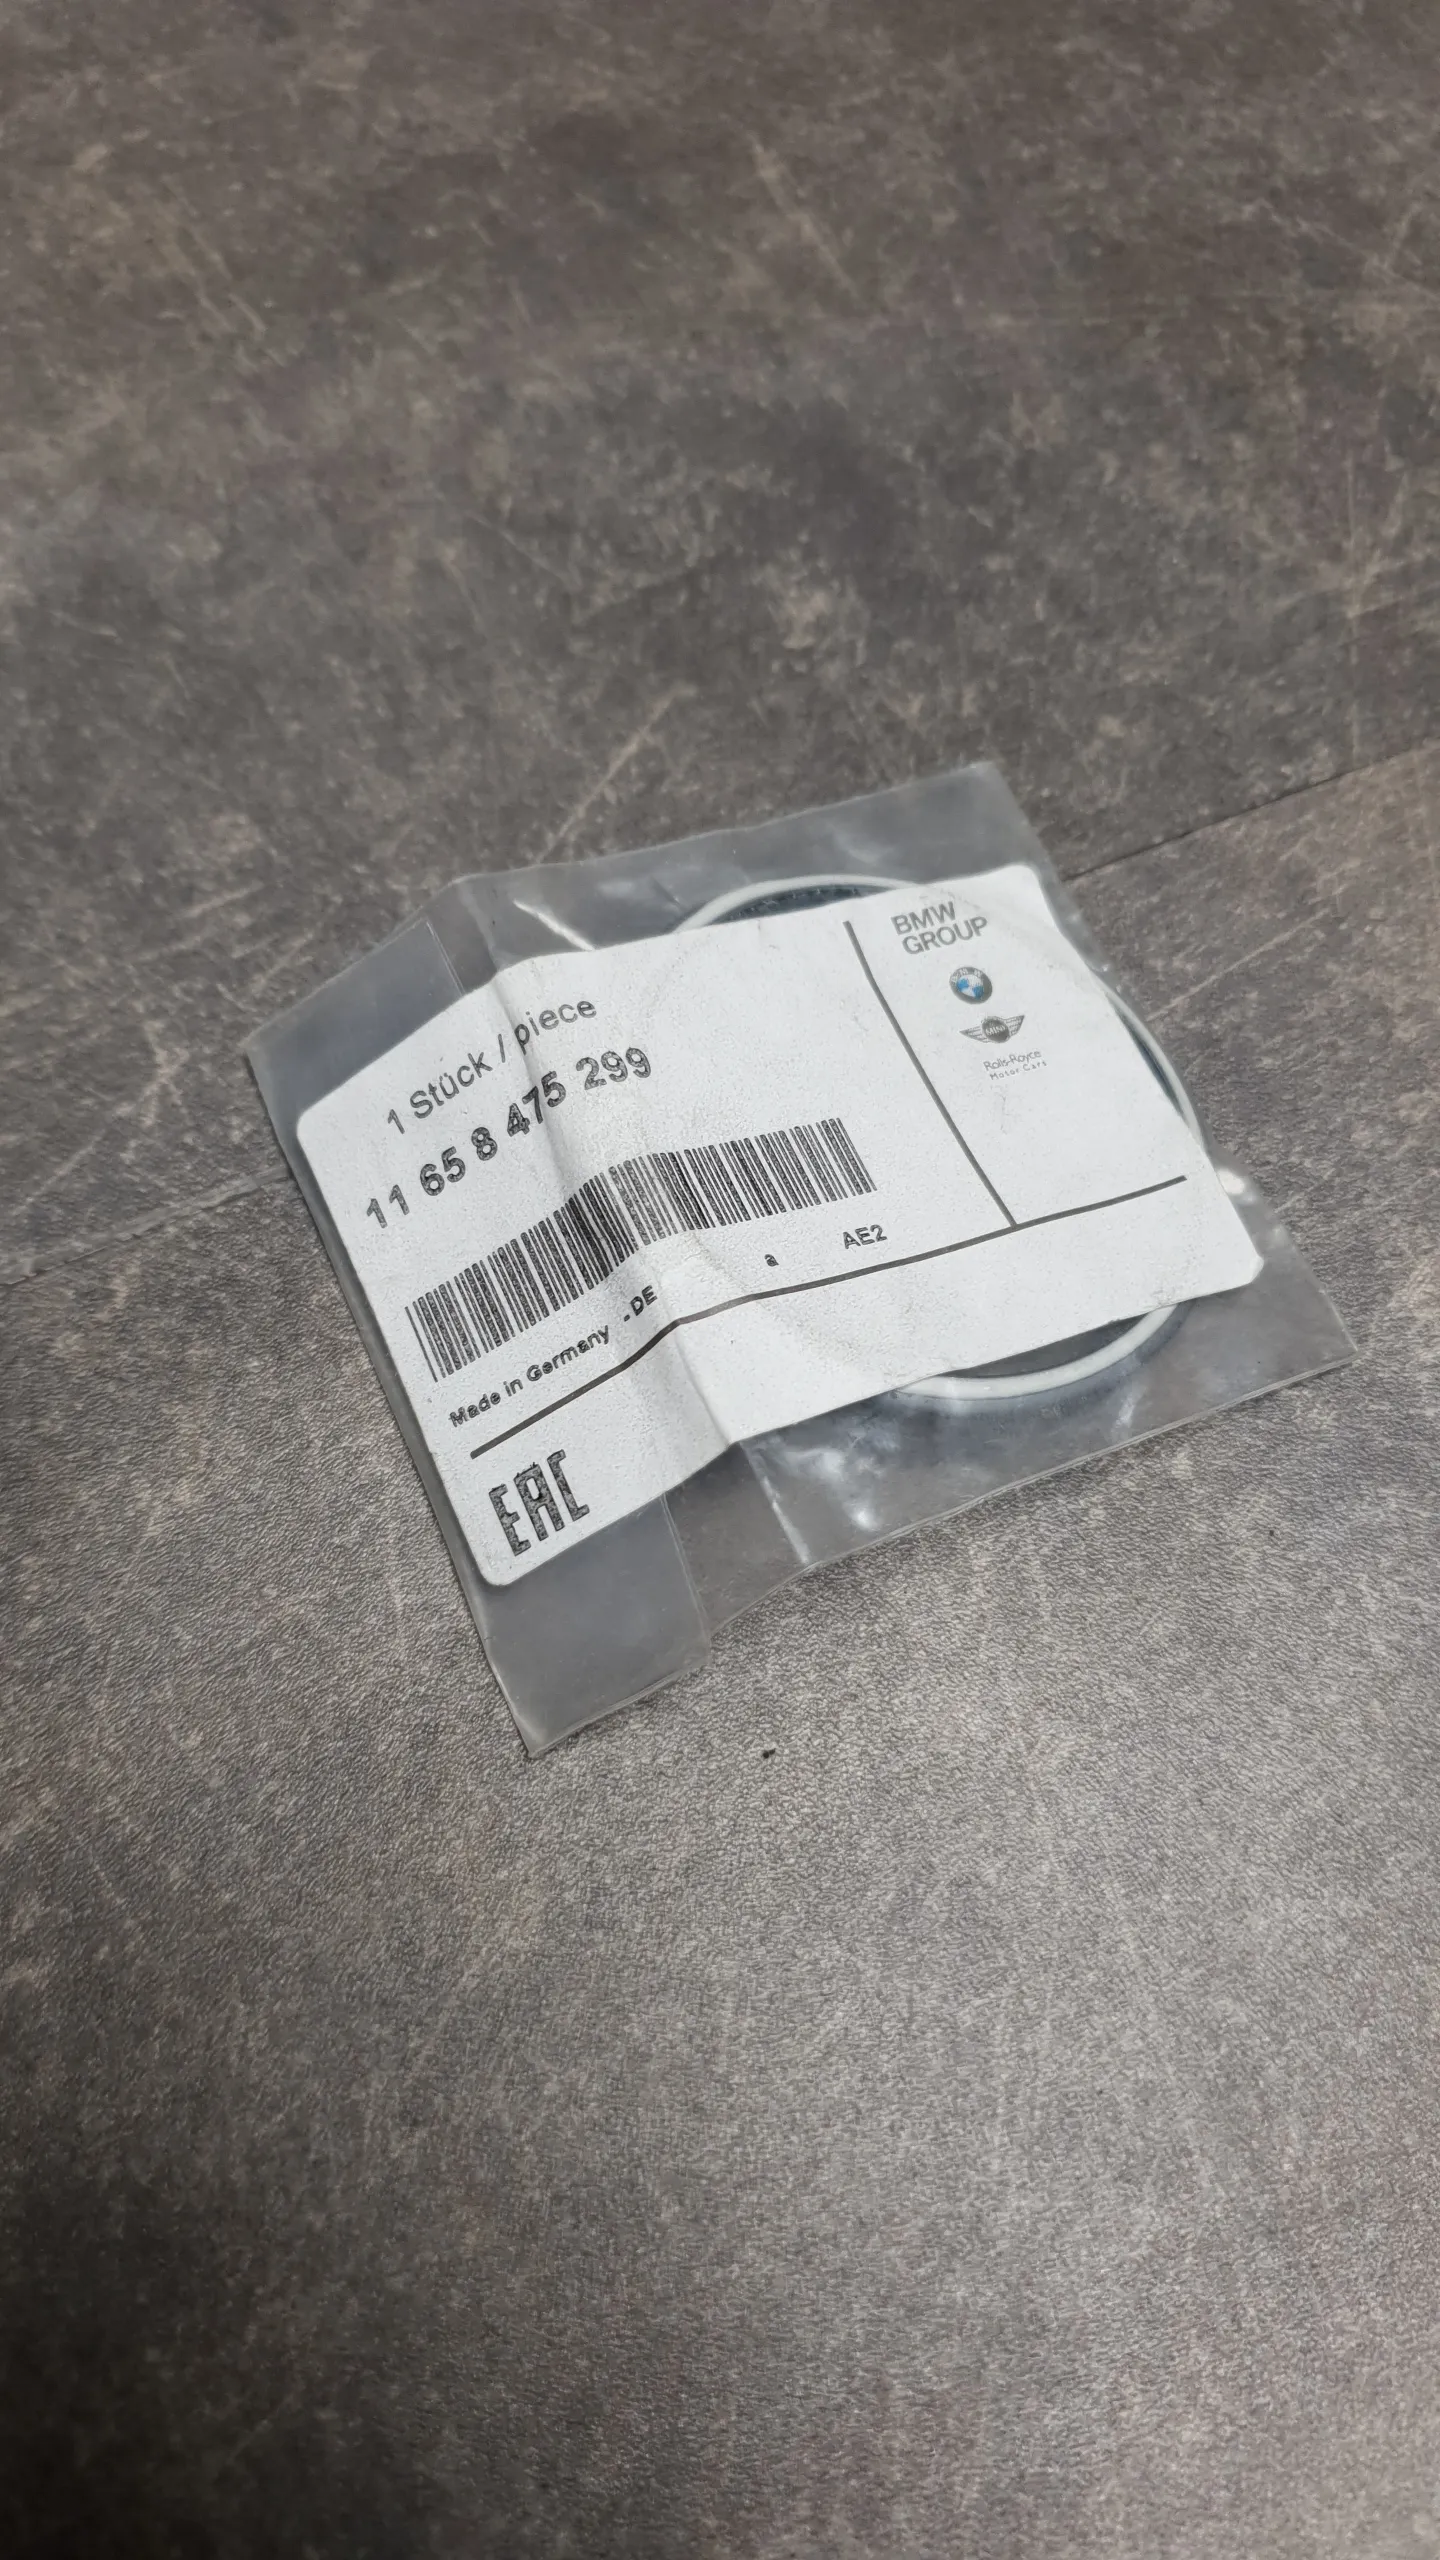 1 Stück / piece
11 65 8 475 299
Made in Germany - DE a AE2
EAC
BMW
GROUP
MINI
Rolls-Royce
Motor Cars